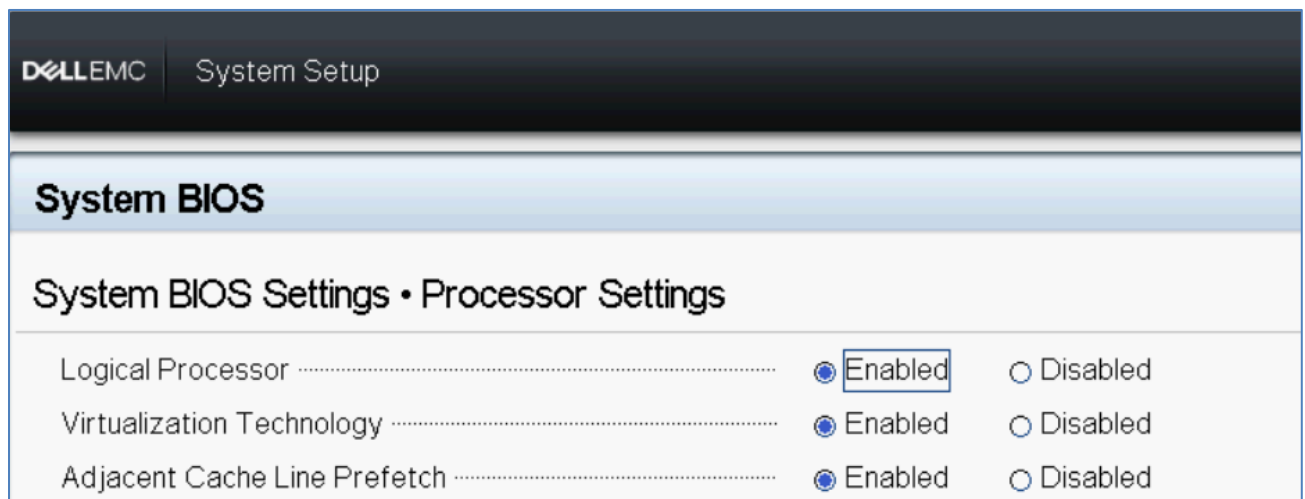 DELLEMC System Setup
System BIOS
System BIOS Settings • Processor Settings
Logical Processor Enabled Disabled
Virtualization Technology Enabled Disabled
Adjacent Cache Line Prefetch Enabled Disabled